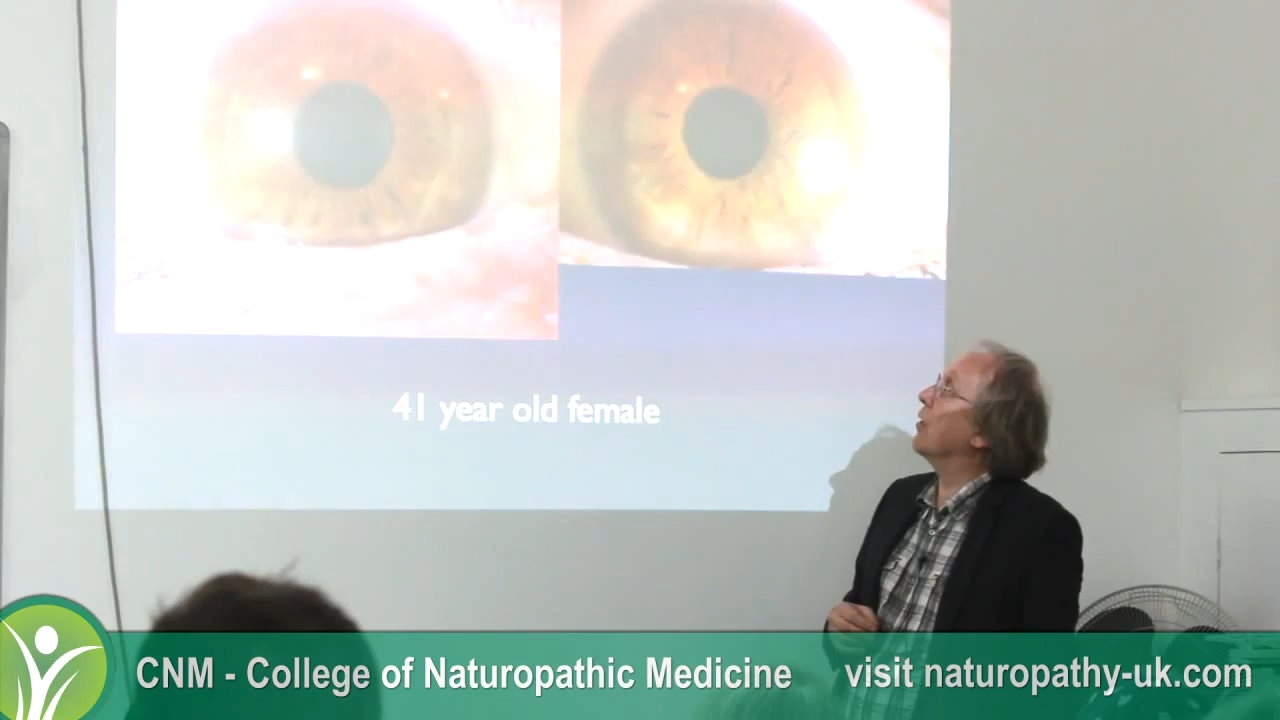 41 year old female
CNM - College of Naturopathic Medicine visit naturopathy-uk.com